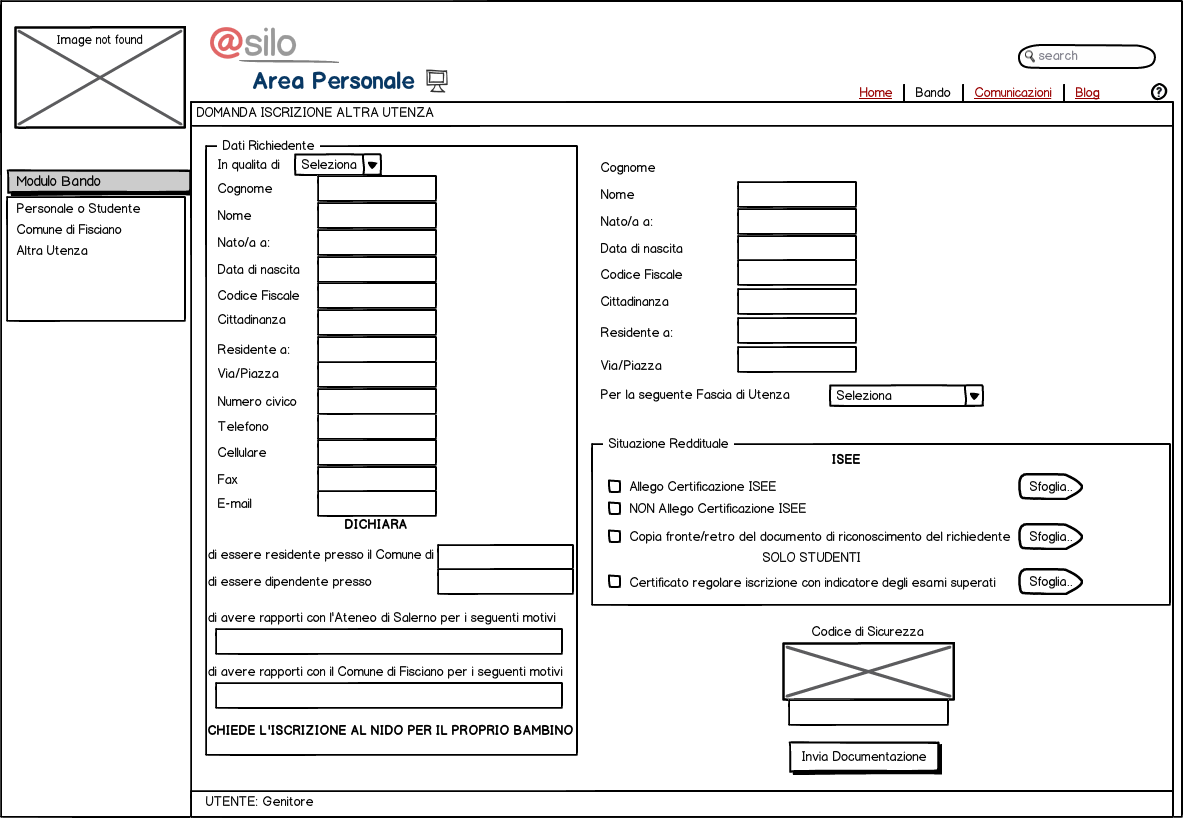 Image not found
@silo
Area Personale
search
Home
Bando
Comunicazioni
Blog
?
DOMANDA ISCRIZIONE ALTRA UTENZA
Modulo Bando
Personale o Studente
Comune di Fisciano
Altra Utenza
Dati Richiedente
In qualita di
Seleziona
Cognome
Nome
Nato/a a:
Data di nascita
Codice Fiscale
Cittadinanza
Residente a:
Via/Piazza
Numero civico
Telefono
Cellulare
Fax
E-mail
DICHIARA
di essere residente presso il Comune di
di essere dipendente presso
di avere rapporti con l'Ateneo di Salerno per i seguenti motivi
di avere rapporti con il Comune di Fisciano per i seguenti motivi
CHIEDE L'ISCRIZIONE AL NIDO PER IL PROPRIO BAMBINO
Cognome
Nome
Nato/a a:
Data di nascita
Codice Fiscale
Cittadinanza
Residente a:
Via/Piazza
Per la seguente Fascia di Utenza
Seleziona
Situazione Reddituale
ISEE
Allego Certificazione ISEE
Sfoglia..
NON Allego Certificazione ISEE
Copia fronte/retro del documento di riconoscimento del richiedente
Sfoglia..
SOLO STUDENTI
Certificato regolare iscrizione con indicatore degli esami superati
Sfoglia..
Codice di Sicurezza
Invia Documentazione
UTENTE: Genitore